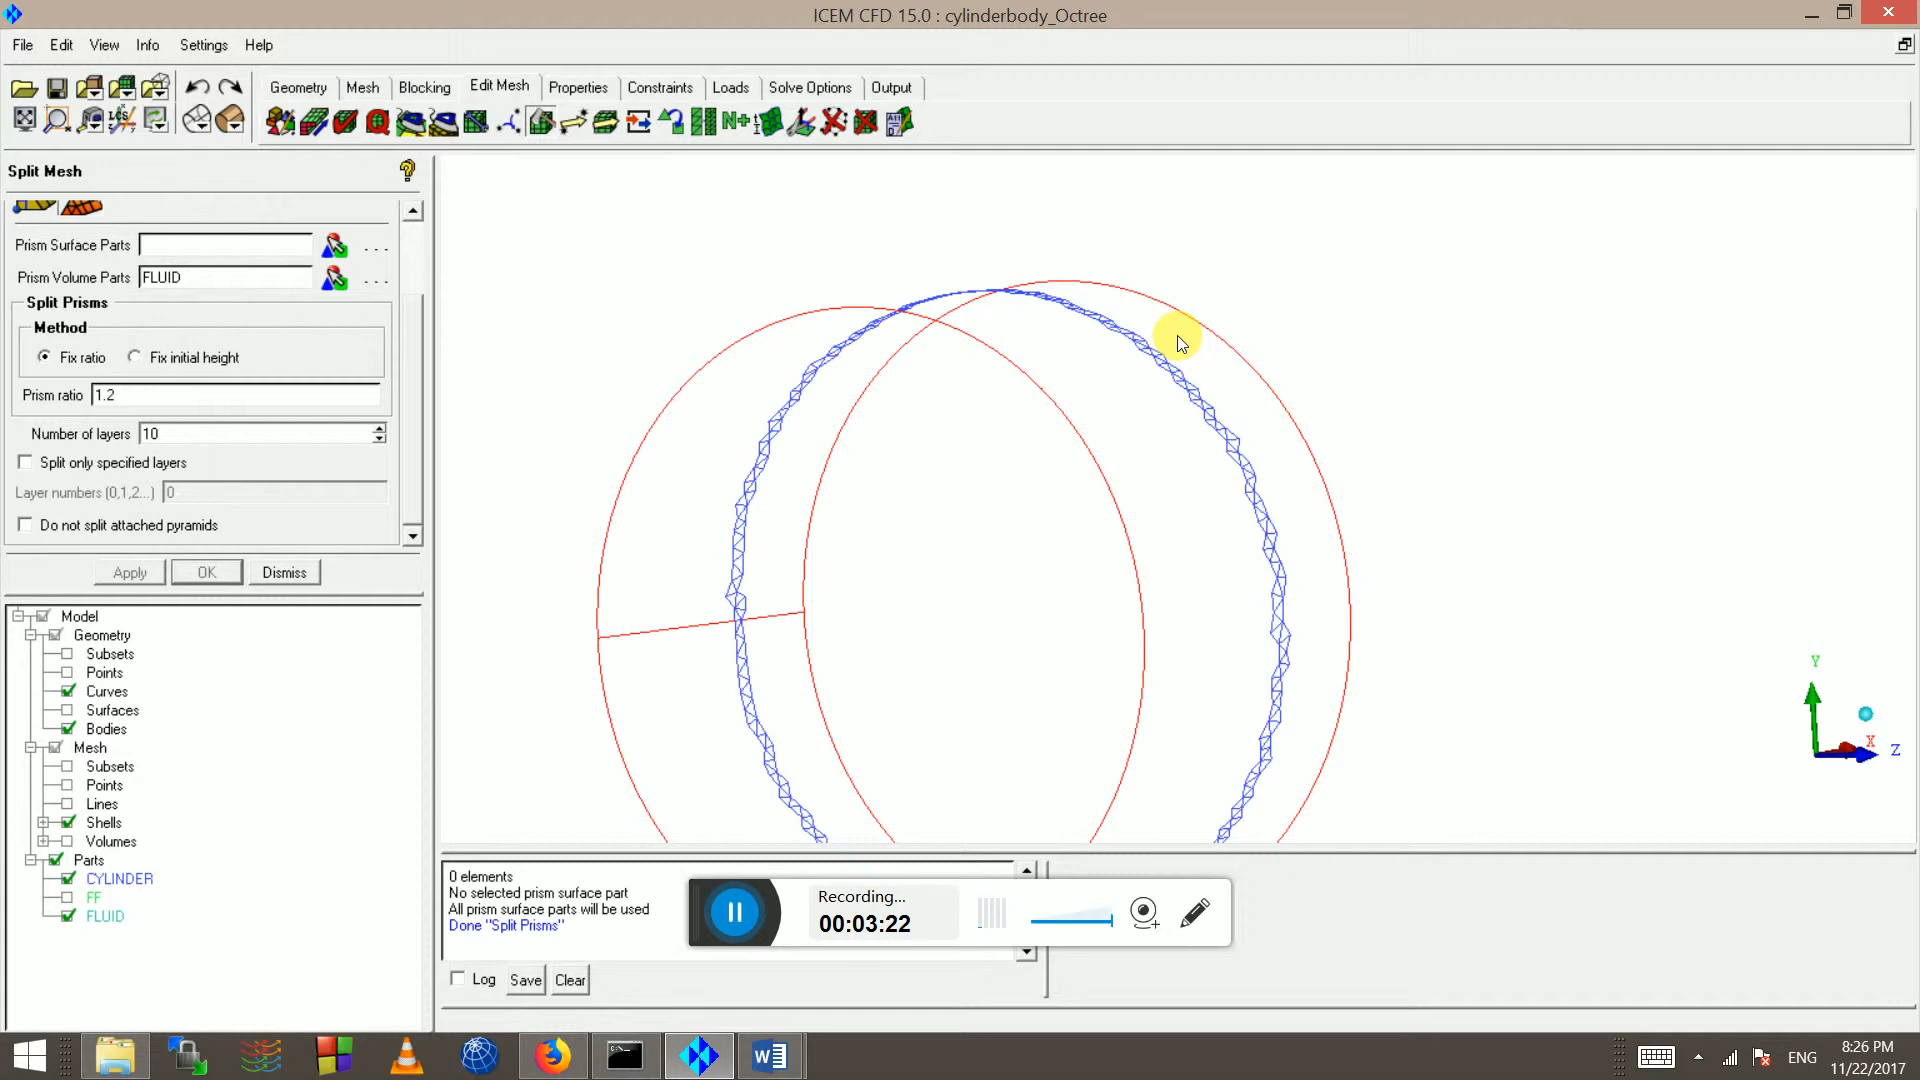 ICEM CFD 15.0 : cylinderbody_Octree
File Edit View Info Settings Help
Geometry Mesh Blocking Edit Mesh Properties Constraints Loads Solve Options Output
Split Mesh
Prism Surface Parts
Prism Volume Parts FLUID
Split Prisms
Method
Fix ratio Fix initial height
Prism ratio 1.2
Number of layers 10
Split only specified layers
Layer numbers (0,1,2...) 0
Do not split attached pyramids
Apply OK Dismiss
Model
Geometry
Subsets
Points
Curves
Surfaces
Bodies
Mesh
Subsets
Points
Lines
Shells
Volumes
Parts
CYLINDER
FF
FLUID
Y
X
Z
0 elements
No selected prism surface part
All prism surface parts will be used
Done "Split Prisms"
Recording...
00:03:22
Log Save Clear
ENG
8:26 PM
11/22/2017